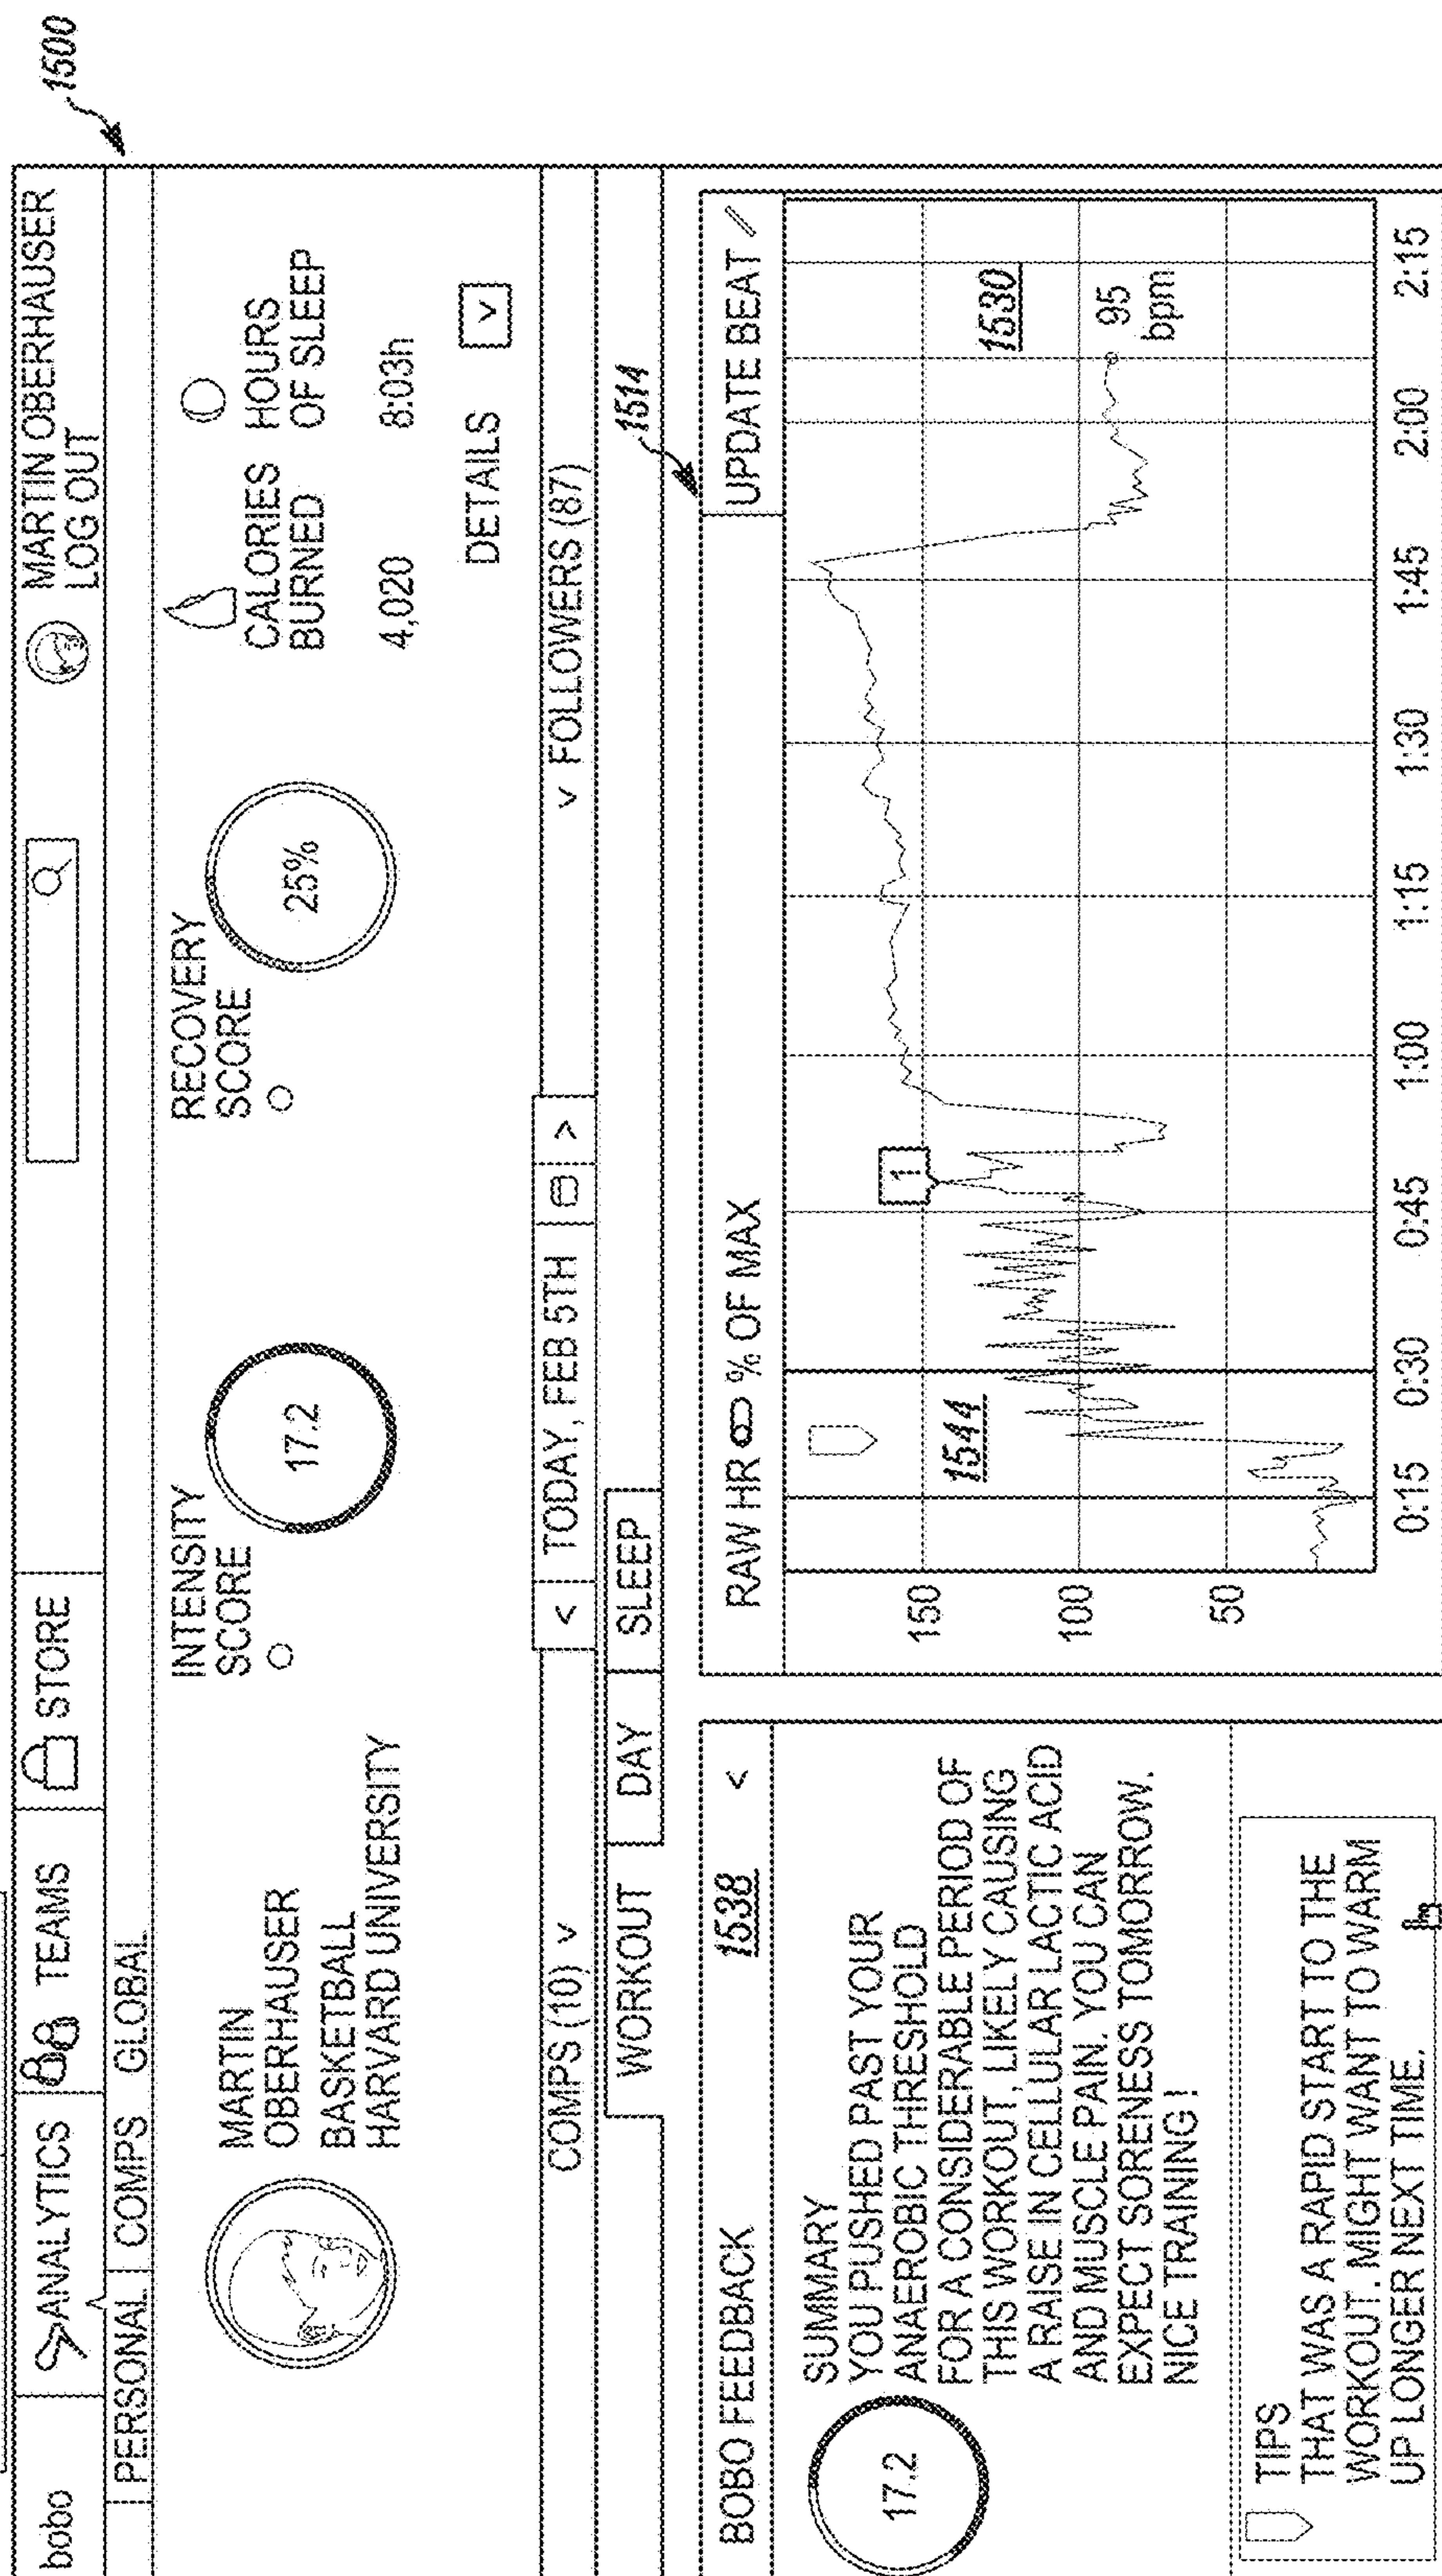 1500
bobo
ANALYTICS
TEAMS
STORE
MARTIN OBERHAUSER
LOG OUT
PERSONAL COMPS GLOBAL
MARTIN
OBERHAUSER
BASKETBALL
HARVARD UNIVERSITY
INTENSITY
SCORE
17.2
RECOVERY
SCORE
25%
CALORIES
BURNED
4,020
HOURS
OF SLEEP
8:03h
DETAILS v
COMPS (10) v
< TODAY, FEB 5TH >
v FOLLOWERS (87)
WORKOUT DAY SLEEP
1514
BOBO FEEDBACK 1538 <
17.2
SUMMARY
YOU PUSHED PAST YOUR
ANAEROBIC THRESHOLD
FOR A CONSIDERABLE PERIOD OF
THIS WORKOUT, LIKELY CAUSING
A RAISE IN CELLULAR LACTIC ACID
AND MUSCLE PAIN. YOU CAN
EXPECT SORENESS TOMORROW.
NICE TRAINING !
TIPS
THAT WAS A RAPID START TO THE
WORKOUT. MIGHT WANT TO WARM
UP LONGER NEXT TIME.
RAW HR % OF MAX
UPDATE BEAT
150
100
50
1544
1
1530
95
bpm
0:15 0:30 0:45 1:00 1:15 1:30 1:45 2:00 2:15